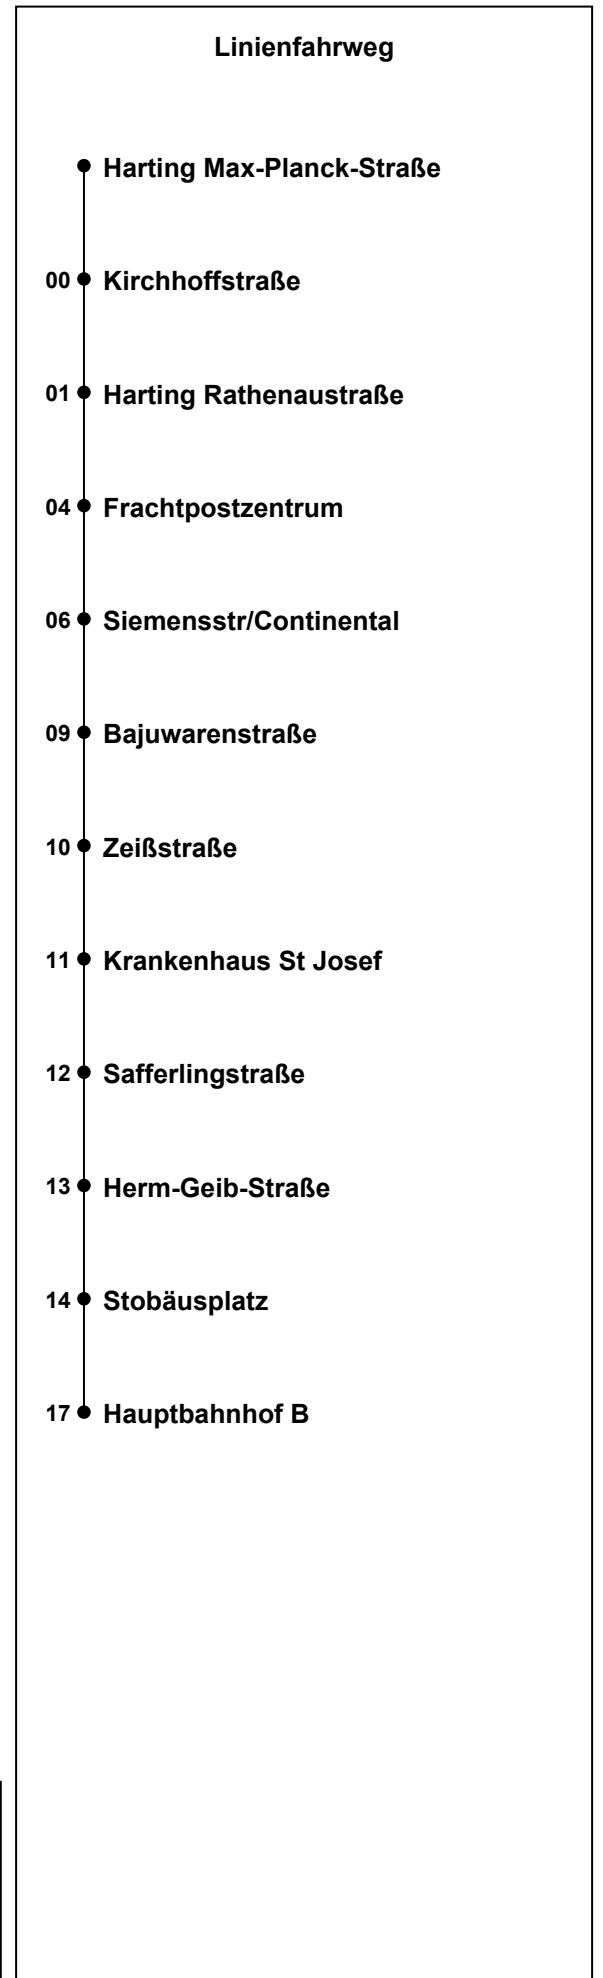 Linienfahrweg
Harting Max-Planck-Straße
00 Kirchhoffstraße
01 Harting Rathenaustraße
04 Frachtpostzentrum
06 Siemensstr/Continental
09 Bajuwarenstraße
10 Zeißstraße
11 Krankenhaus St Josef
12 Safferlingstraße
13 Herm-Geib-Straße
14 Stobäusplatz
17 Hauptbahnhof B